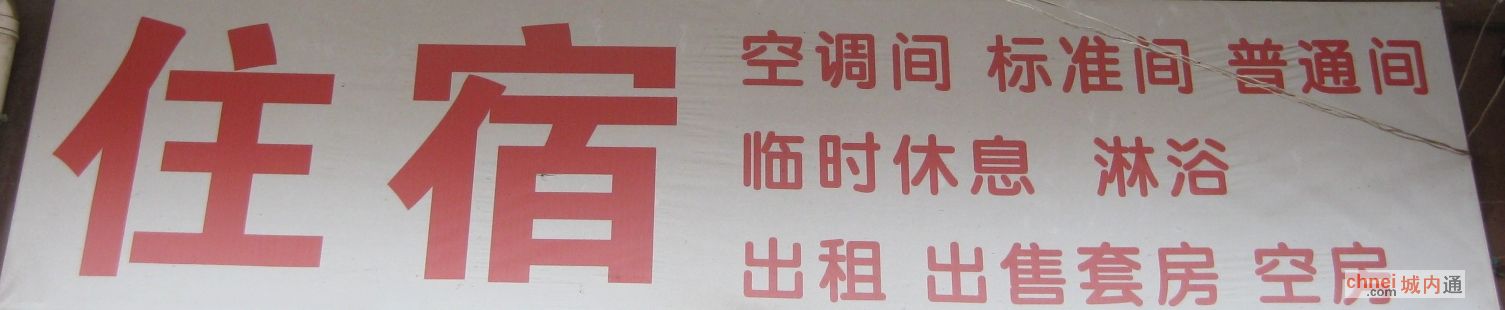 住宿
空调间 标准间 普通间
临时休息 淋浴
出租 出售套房 空房
chnei.com 城内通